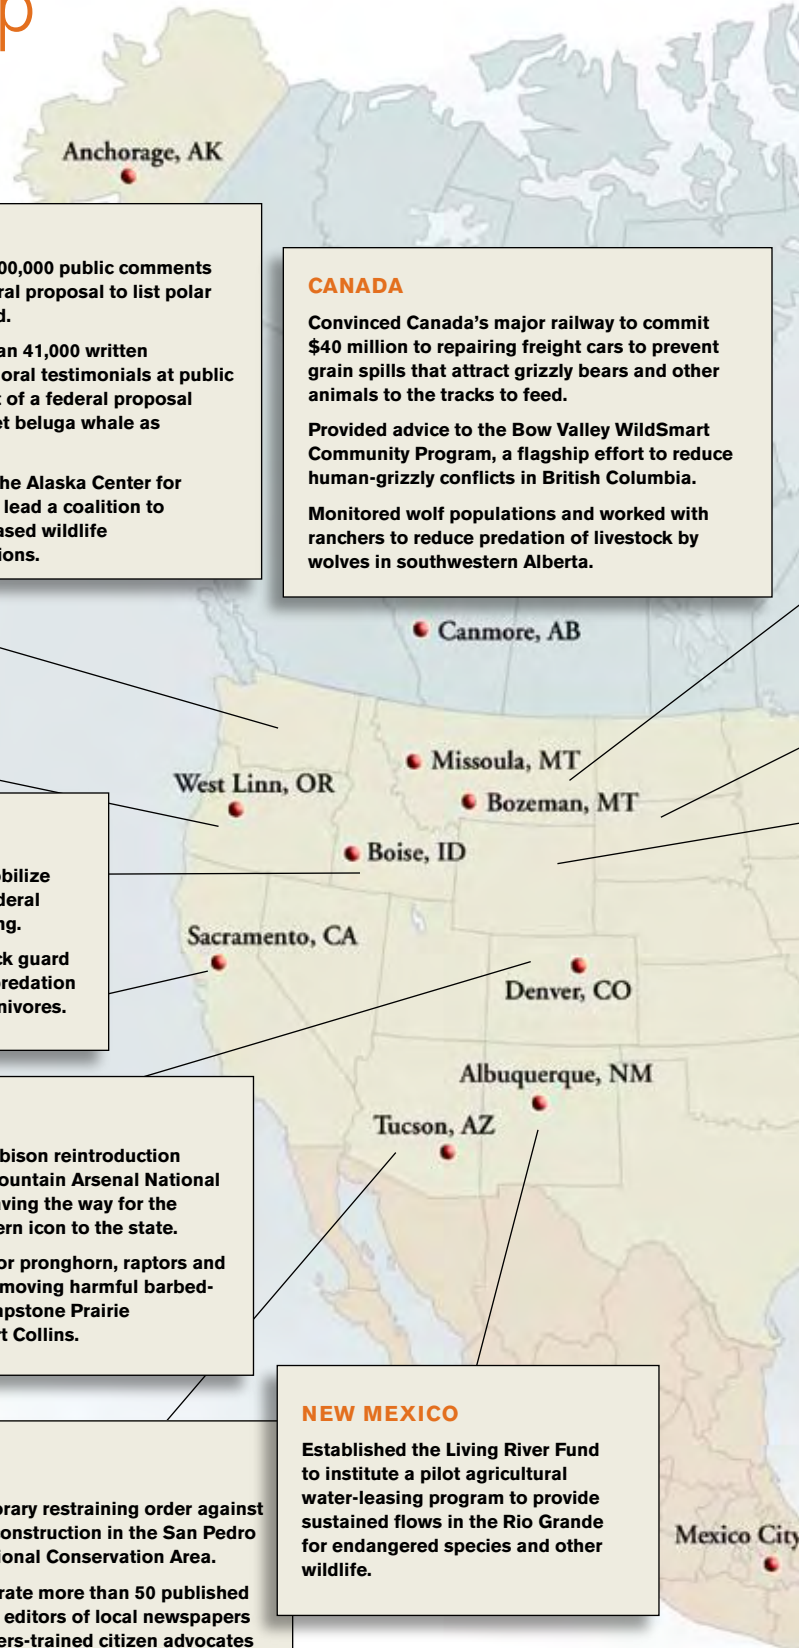 p
Anchorage, AK
00,000 public comments
ral proposal to list polar
d.
an 41,000 written
oral testimonials at public
t of a federal proposal
et beluga whale as
he Alaska Center for
lead a coalition to
ased wildlife
ions.
CANADA
Convinced Canada's major railway to commit
$40 million to repairing freight cars to prevent
grain spills that attract grizzly bears and other
animals to the tracks to feed.
Provided advice to the Bow Valley WildSmart
Community Program, a flagship effort to reduce
human-grizzly conflicts in British Columbia.
Monitored wolf populations and worked with
ranchers to reduce predation of livestock by
wolves in southwestern Alberta.
Canmore, AB
Missoula, MT
West Linn, OR
Bozeman, MT
Boise, ID
obilize
deral
ng.
ck guard
predation
nivores.
Sacramento, CA
Denver, CO
Albuquerque, NM
Tucson, AZ
bison reintroduction
ountain Arsenal National
aving the way for the
ern icon to the state.
or pronghorn, raptors and
moving harmful barbed-
apstone Prairie
rt Collins.
NEW MEXICO
Established the Living River Fund
to institute a pilot agricultural
water-leasing program to provide
sustained flows in the Rio Grande
for endangered species and other
wildlife.
Mexico City
orary restraining order against
onstruction in the San Pedro
ional Conservation Area.
rate more than 50 published
editors of local newspapers
ers-trained citizen advocates